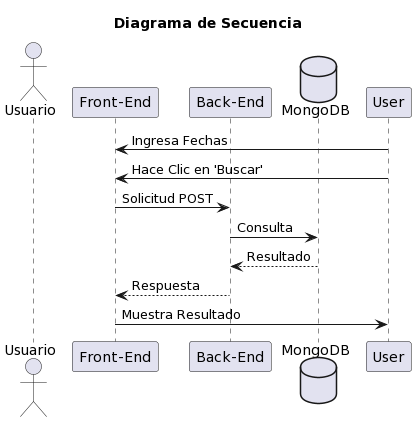 Diagrama de Secuencia
Usuario
Front-End
Back-End
MongoDB
User
Ingresa Fechas
Hace Clic en 'Buscar'
Solicitud POST
Consulta
Resultado
Respuesta
Muestra Resultado
Usuario
Front-End
Back-End
MongoDB
User